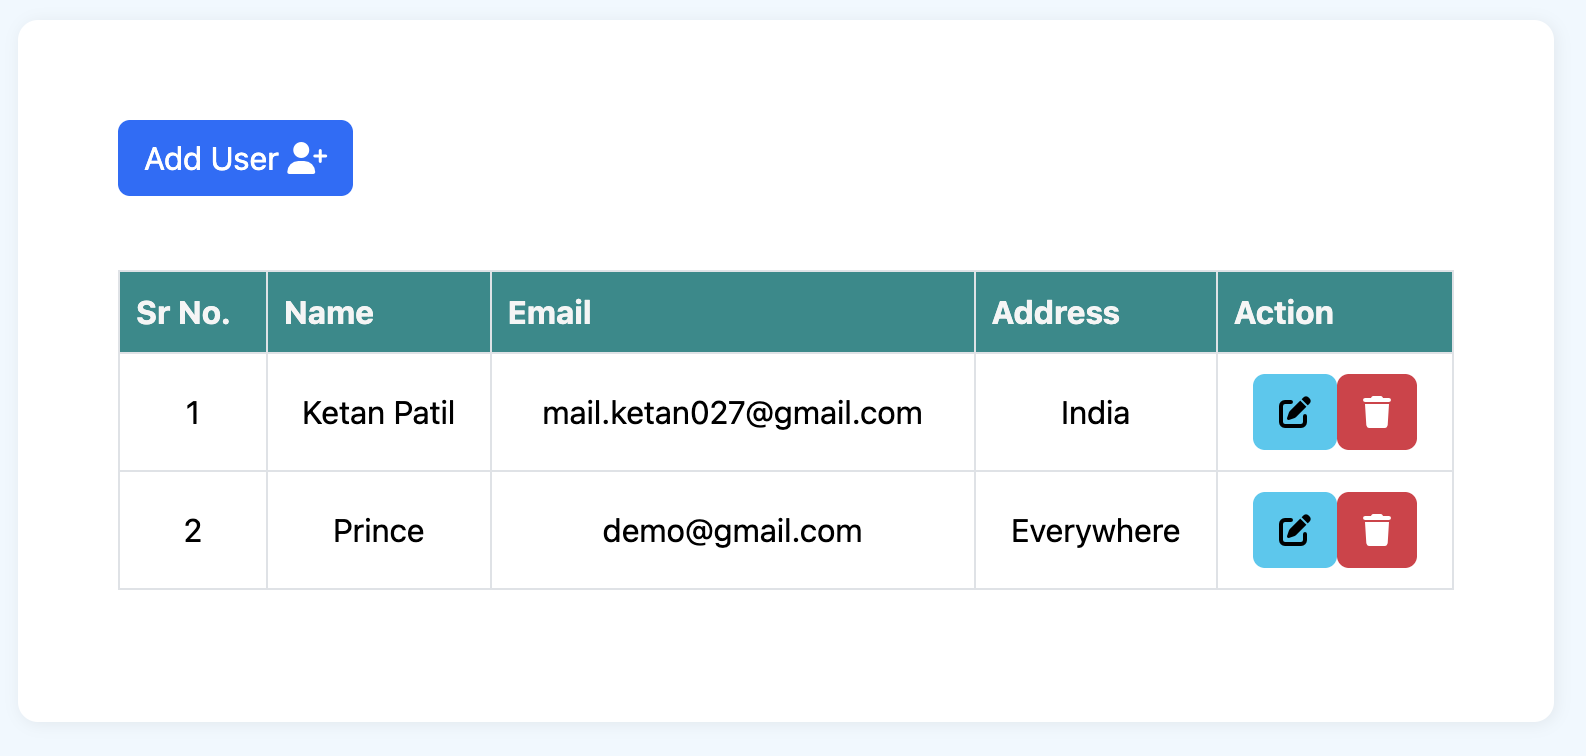 Add User
Sr No. Name Email Address Action
1 Ketan Patil mail.ketan027@gmail.com India
2 Prince demo@gmail.com Everywhere